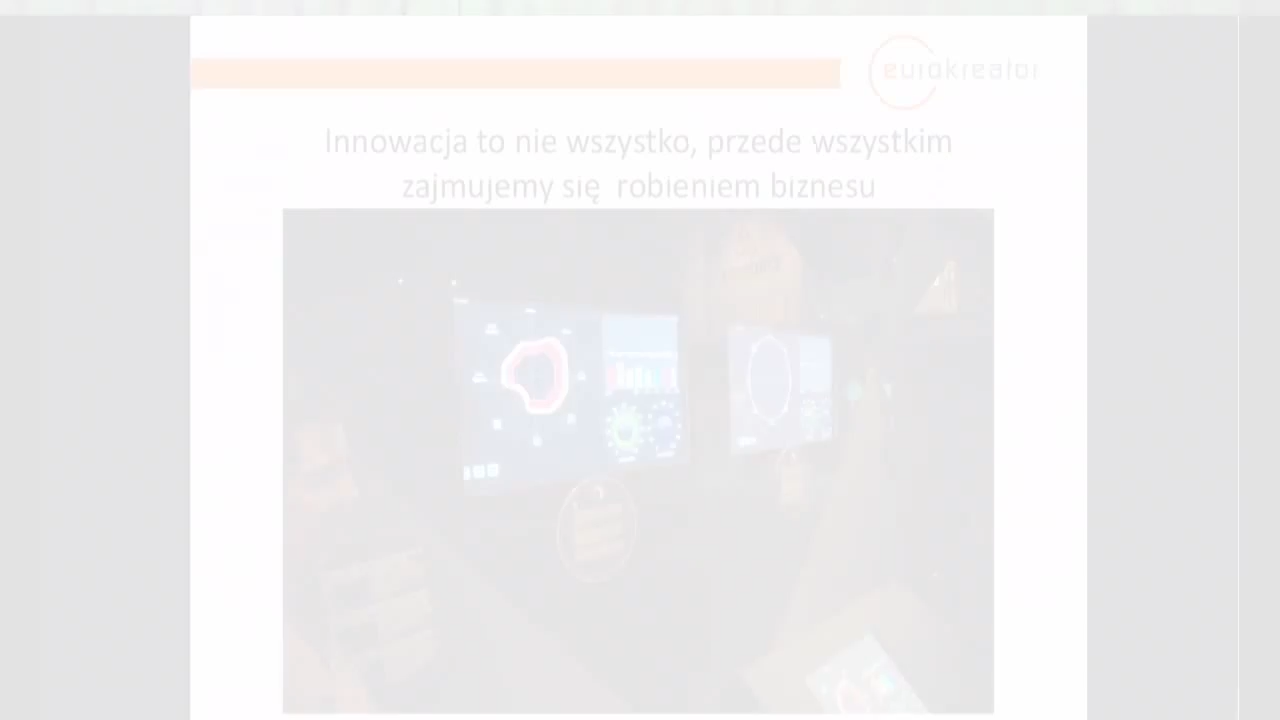 eurokreator
Innowacja to nie wszystko, przede wszystkim
zajmujemy się robieniem biznesu